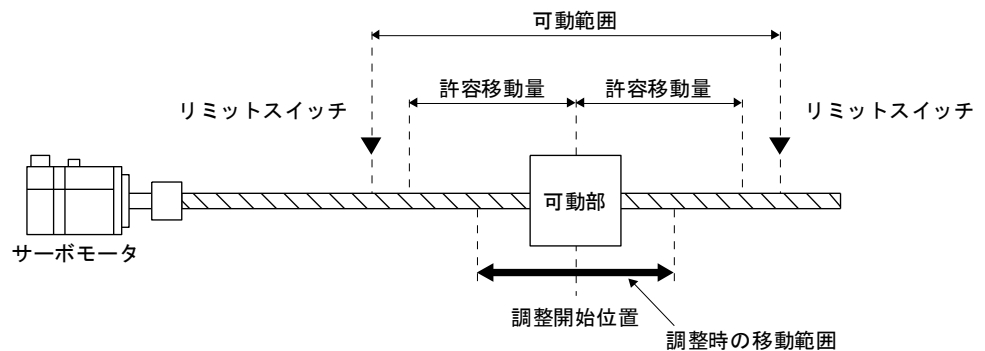 可動範囲
許容移動量
許容移動量
リミットスイッチ
リミットスイッチ
可動部
サーボモータ
調整開始位置
調整時の移動範囲